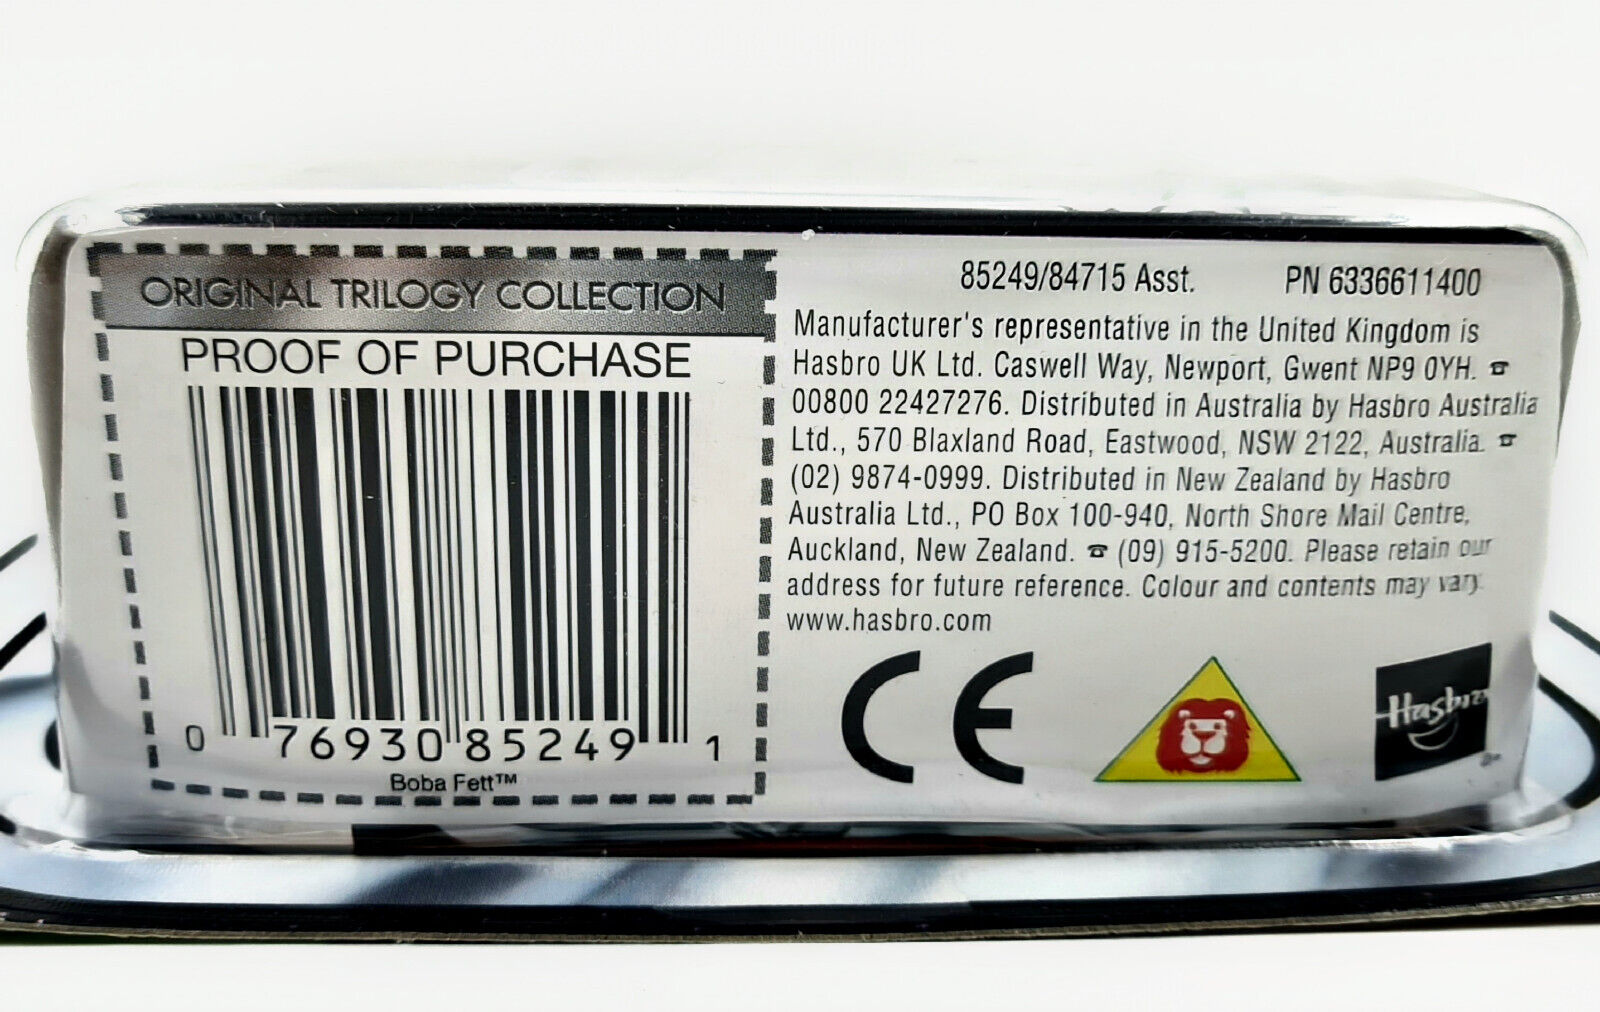 ORIGINAL TRILOGY COLLECTION
PROOF OF PURCHASE
0 76930 85249 1
Boba Fett™
85249/84715 Asst. PN 6336611400
Manufacturer's representative in the United Kingdom is
Hasbro UK Ltd. Caswell Way, Newport, Gwent NP9 0YH. ☎
00800 22427276. Distributed in Australia by Hasbro Australia
Ltd., 570 Blaxland Road, Eastwood, NSW 2122, Australia. ☎
(02) 9874-0999. Distributed in New Zealand by Hasbro
Australia Ltd., PO Box 100-940, North Shore Mail Centre,
Auckland, New Zealand. ☎ (09) 915-5200. Please retain our
address for future reference. Colour and contents may vary.
www.hasbro.com
CE
Hasbro